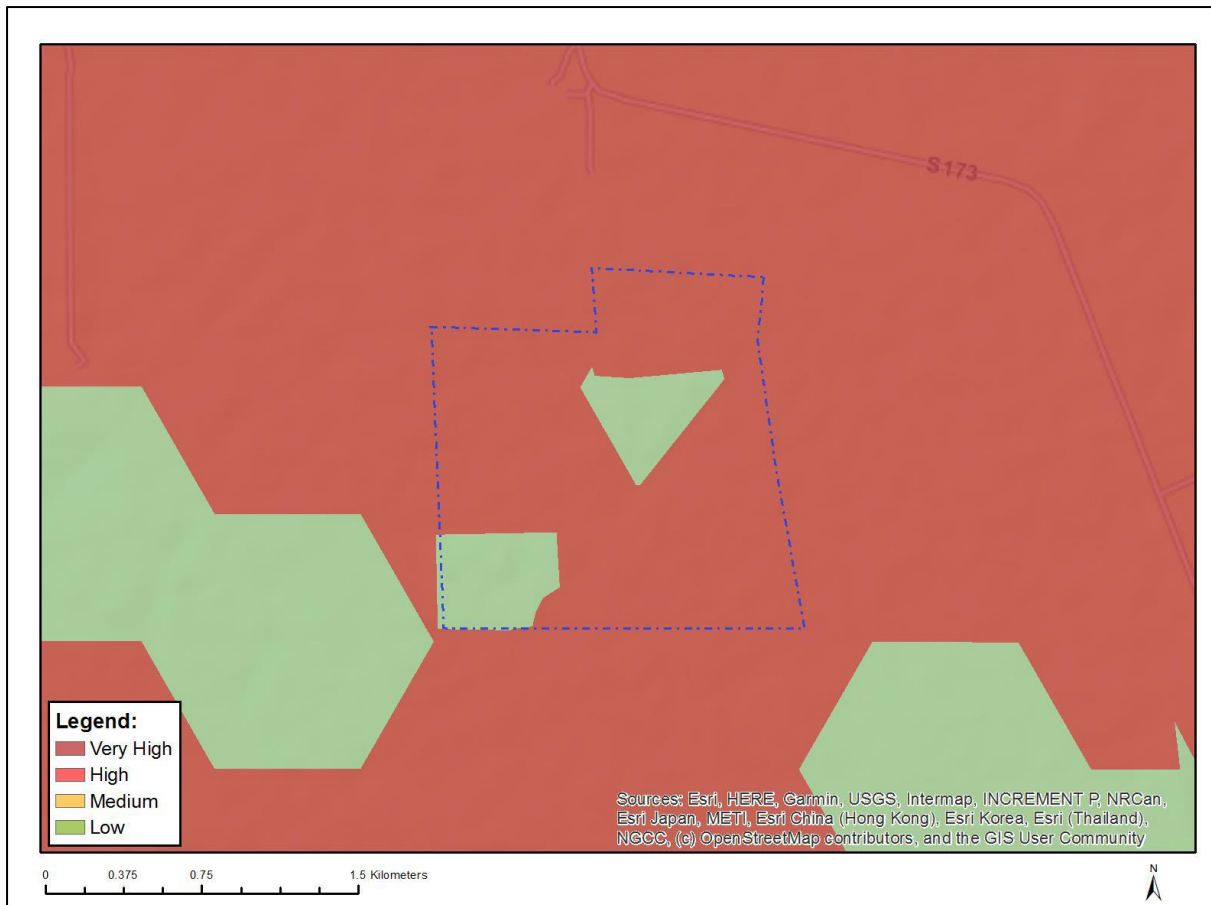 S173
Legend:
Very High
High
Medium
Low
Sources: Esri, HERE, Garmin, USGS, Intermap, INCREMENT P, NRCan,
Esri Japan, METI, Esri China (Hong Kong), Esri Korea, Esri (Thailand),
NGCC, (c) OpenStreetMap contributors, and the GIS User Community
0 0.375 0.75 1.5 Kilometers
N